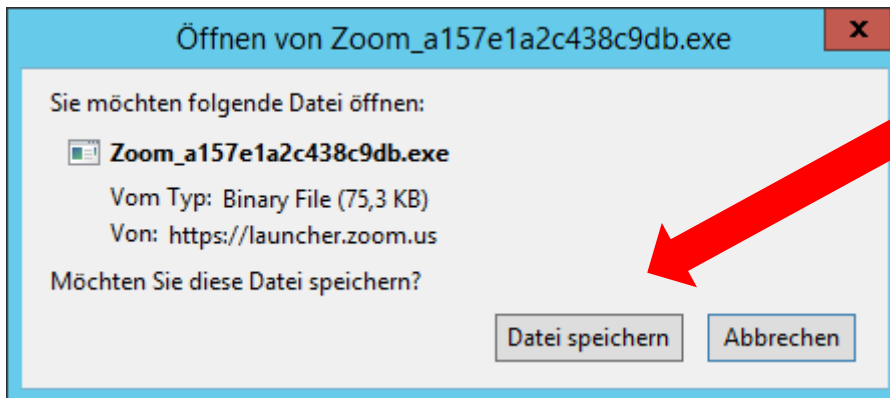 Öffnen von Zoom_a157e1a2c438c9db.exe
x
Sie möchten folgende Datei öffnen:
Zoom_a157e1a2c438c9db.exe
Vom Typ: Binary File (75,3 KB)
Von: https://launcher.zoom.us
Möchten Sie diese Datei speichern?
Datei speichern Abbrechen